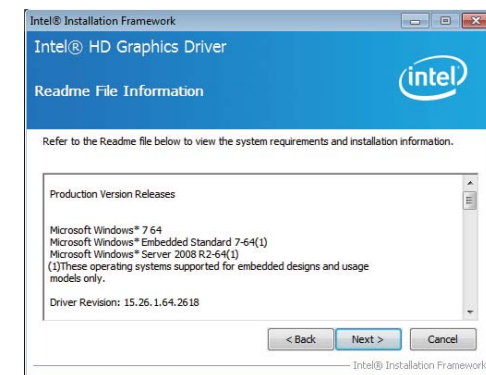 Intel® Installation Framework
Intel® HD Graphics Driver
intel
Readme File Information
Refer to the Readme file below to view the system requirements and installation information.
Production Version Releases
Microsoft Windows* 7 64
Microsoft Windows* Embedded Standard 7-64(1)
Microsoft Windows* Server 2008 R2-64(1)
(1)These operating systems supported for embedded designs and usage
models only.
Driver Revision: 15.26.1.64.2618
< Back Next > Cancel
Intel® Installation Framework